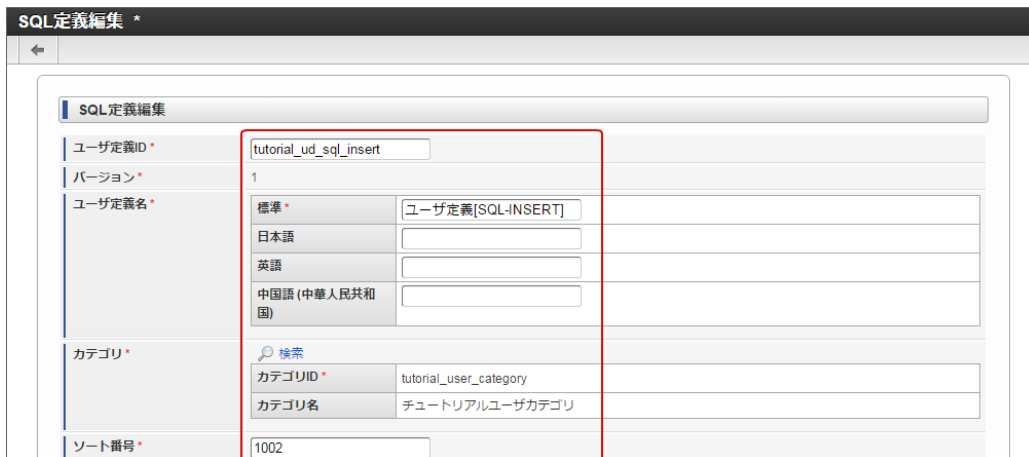 SQL定義編集 *
SQL定義編集
ユーザ定義ID *
tutorial_ud_sql_insert
バージョン *
1
ユーザ定義名 *
標準 *
ユーザ定義[SQL-INSERT]
日本語
英語
中国語 (中華人民共和
国)
カテゴリ *
検索
カテゴリID *
tutorial_user_category
カテゴリ名
チュートリアルユーザカテゴリ
ソート番号 *
1002